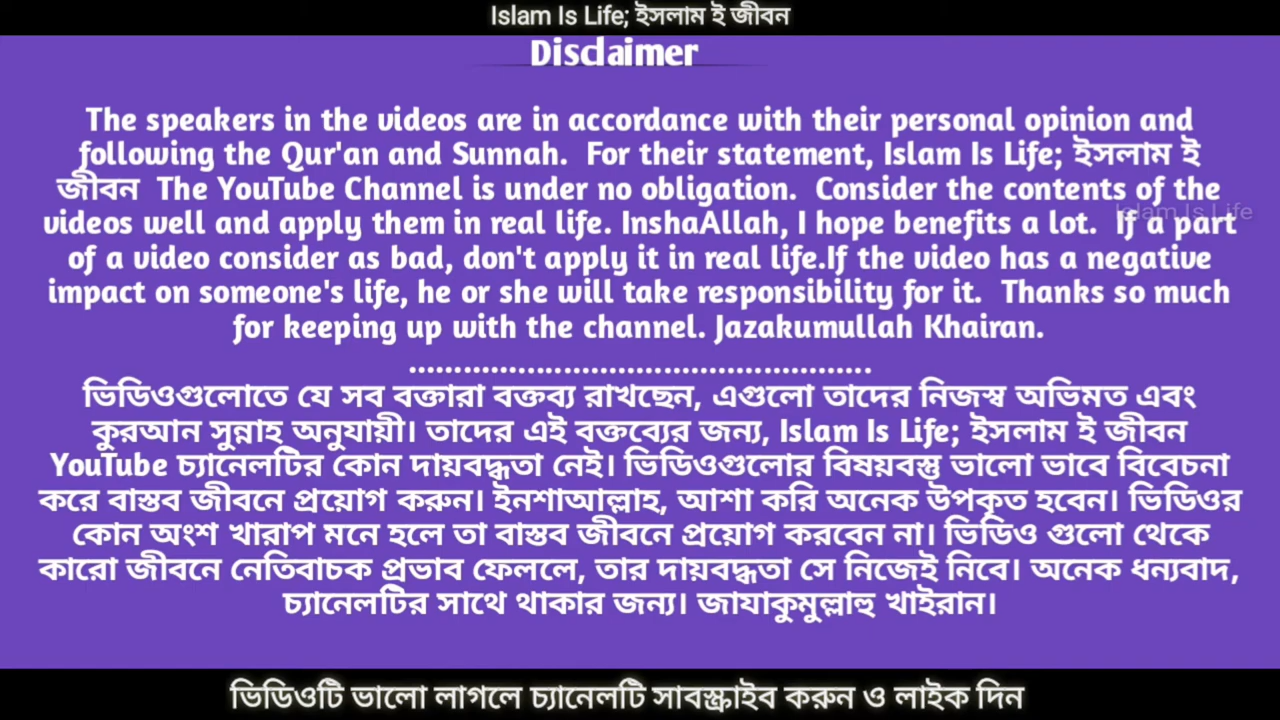 Islam Is Life; ইসলাম ই জীবন
Disclaimer
The speakers in the videos are in accordance with their personal opinion and
following the Qur'an and Sunnah. For their statement, Islam Is Life; ইসলাম ই
জীবন The YouTube Channel is under no obligation. Consider the contents of the
videos well and apply them in real life. InshaAllah, I hope benefits a lot. If a part
Islam Is Life
of a video consider as bad, don't apply it in real life.If the video has a negative
impact on someone's life, he or she will take responsibility for it. Thanks so much
for keeping up with the channel. Jazakumullah Khairan.
..................................................
ভিডিওগুলোতে যে সব বক্তারা বক্তব্য রাখছেন, এগুলো তাদের নিজস্ব অভিমত এবং
কুরআন সুন্নাহ অনুযায়ী। তাদের এই বক্তব্যের জন্য, Islam Is Life; ইসলাম ই জীবন
YouTube চ্যানেলটির কোন দায়বদ্ধতা নেই। ভিডিওগুলোর বিষয়বস্তু ভালো ভাবে বিবেচনা
করে বাস্তব জীবনে প্রয়োগ করুন। ইনশাআল্লাহ, আশা করি অনেক উপকৃত হবেন। ভিডিওর
কোন অংশ খারাপ মনে হলে তা বাস্তব জীবনে প্রয়োগ করবেন না। ভিডিও গুলো থেকে
কারো জীবনে নেতিবাচক প্রভাব ফেললে, তার দায়বদ্ধতা সে নিজেই নিবে। অনেক ধন্যবাদ,
চ্যানেলটির সাথে থাকার জন্য। জাযাকুমুল্লাহু খাইরান।
ভিডিওটি ভালো লাগলে চ্যানেলটি সাবস্ক্রাইব করুন ও লাইক দিন